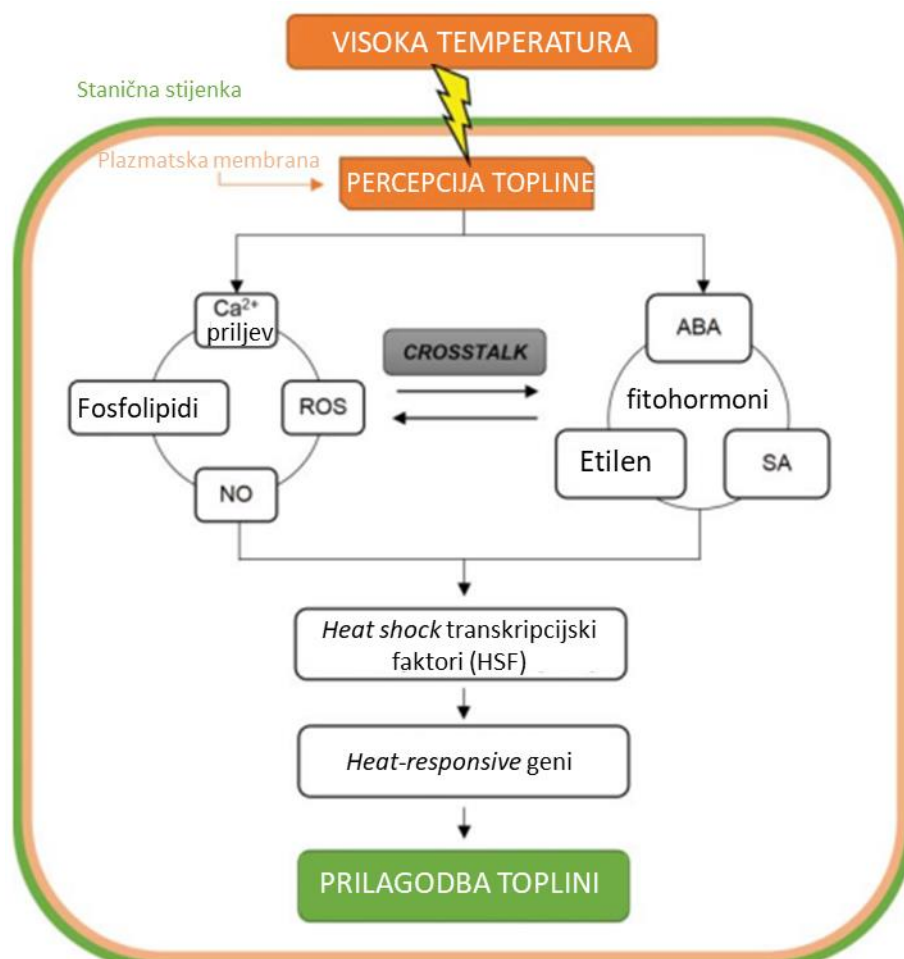 VISOKA TEMPERATURA
Stanična stijenka
Plazmatska membrana
PERCEPCIJA TOPLINE
Ca²⁺
priljev
Fosfolipidi
ROS
NO
CROSSTALK
ABA
fitohormoni
Etilen
SA
Heat shock transkripcijski
faktori (HSF)
Heat-responsive geni
PRILAGODBA TOPLINI